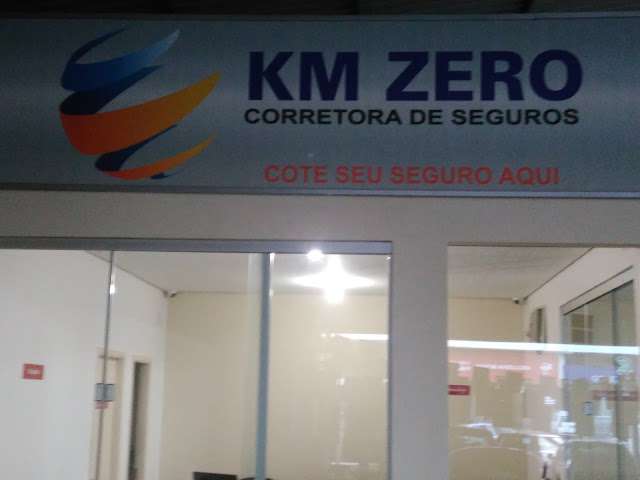 KM ZERO
CORRETORA DE SEGUROS
COTE SEU SEGURO AQUI